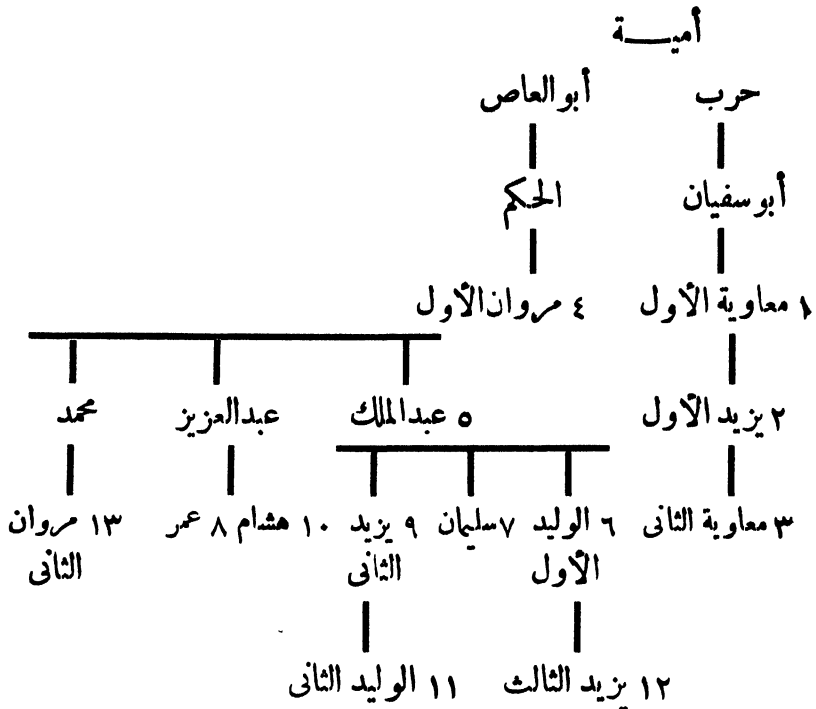 أميـــة
حرب أبو العاص
أبو سفيان الحكم
١ معاوية الأول ٤ مروان الأول
٢ يزيد الأول ٥ عبد الملك عبد العزيز محمد
٣ معاوية الثانى ٦ الوليد ٧ سليمان ٩ يزيد ١٠ هشام ٨ عمر ١٣ مروان
الأول الثانى الثانى
١٢ يزيد الثالث ١١ الوليد الثانى